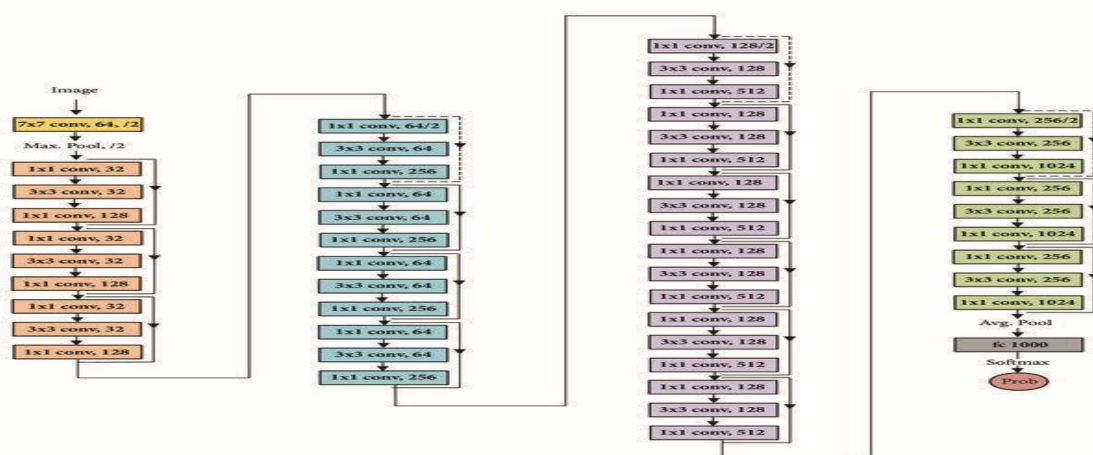 Image
7x7 conv, 64, /2
Max. Pool, /2
1x1 conv, 32
3x3 conv, 32
1x1 conv, 128
1x1 conv, 32
3x3 conv, 32
1x1 conv, 128
1x1 conv, 32
3x3 conv, 32
1x1 conv, 128
1x1 conv, 64/2
3x3 conv, 64
1x1 conv, 256
1x1 conv, 64
3x3 conv, 64
1x1 conv, 256
1x1 conv, 64
3x3 conv, 64
1x1 conv, 256
1x1 conv, 64
3x3 conv, 64
1x1 conv, 256
1x1 conv, 128/2
3x3 conv, 128
1x1 conv, 512
1x1 conv, 128
3x3 conv, 128
1x1 conv, 512
1x1 conv, 128
3x3 conv, 128
1x1 conv, 512
1x1 conv, 128
3x3 conv, 128
1x1 conv, 512
1x1 conv, 128
3x3 conv, 128
1x1 conv, 512
1x1 conv, 128
3x3 conv, 128
1x1 conv, 512
1x1 conv, 256/2
3x3 conv, 256
1x1 conv, 1024
1x1 conv, 256
3x3 conv, 256
1x1 conv, 1024
1x1 conv, 256
3x3 conv, 256
1x1 conv, 1024
Avg. Pool
fc 1000
Softmax
Prob